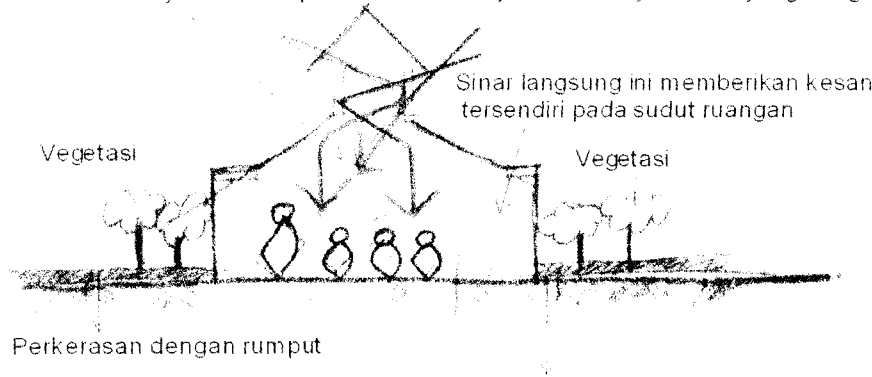 Sinar langsung ini memberikan kesan
tersendiri pada sudut ruangan
Vegetasi
Vegetasi
Perkerasan dengan rumput